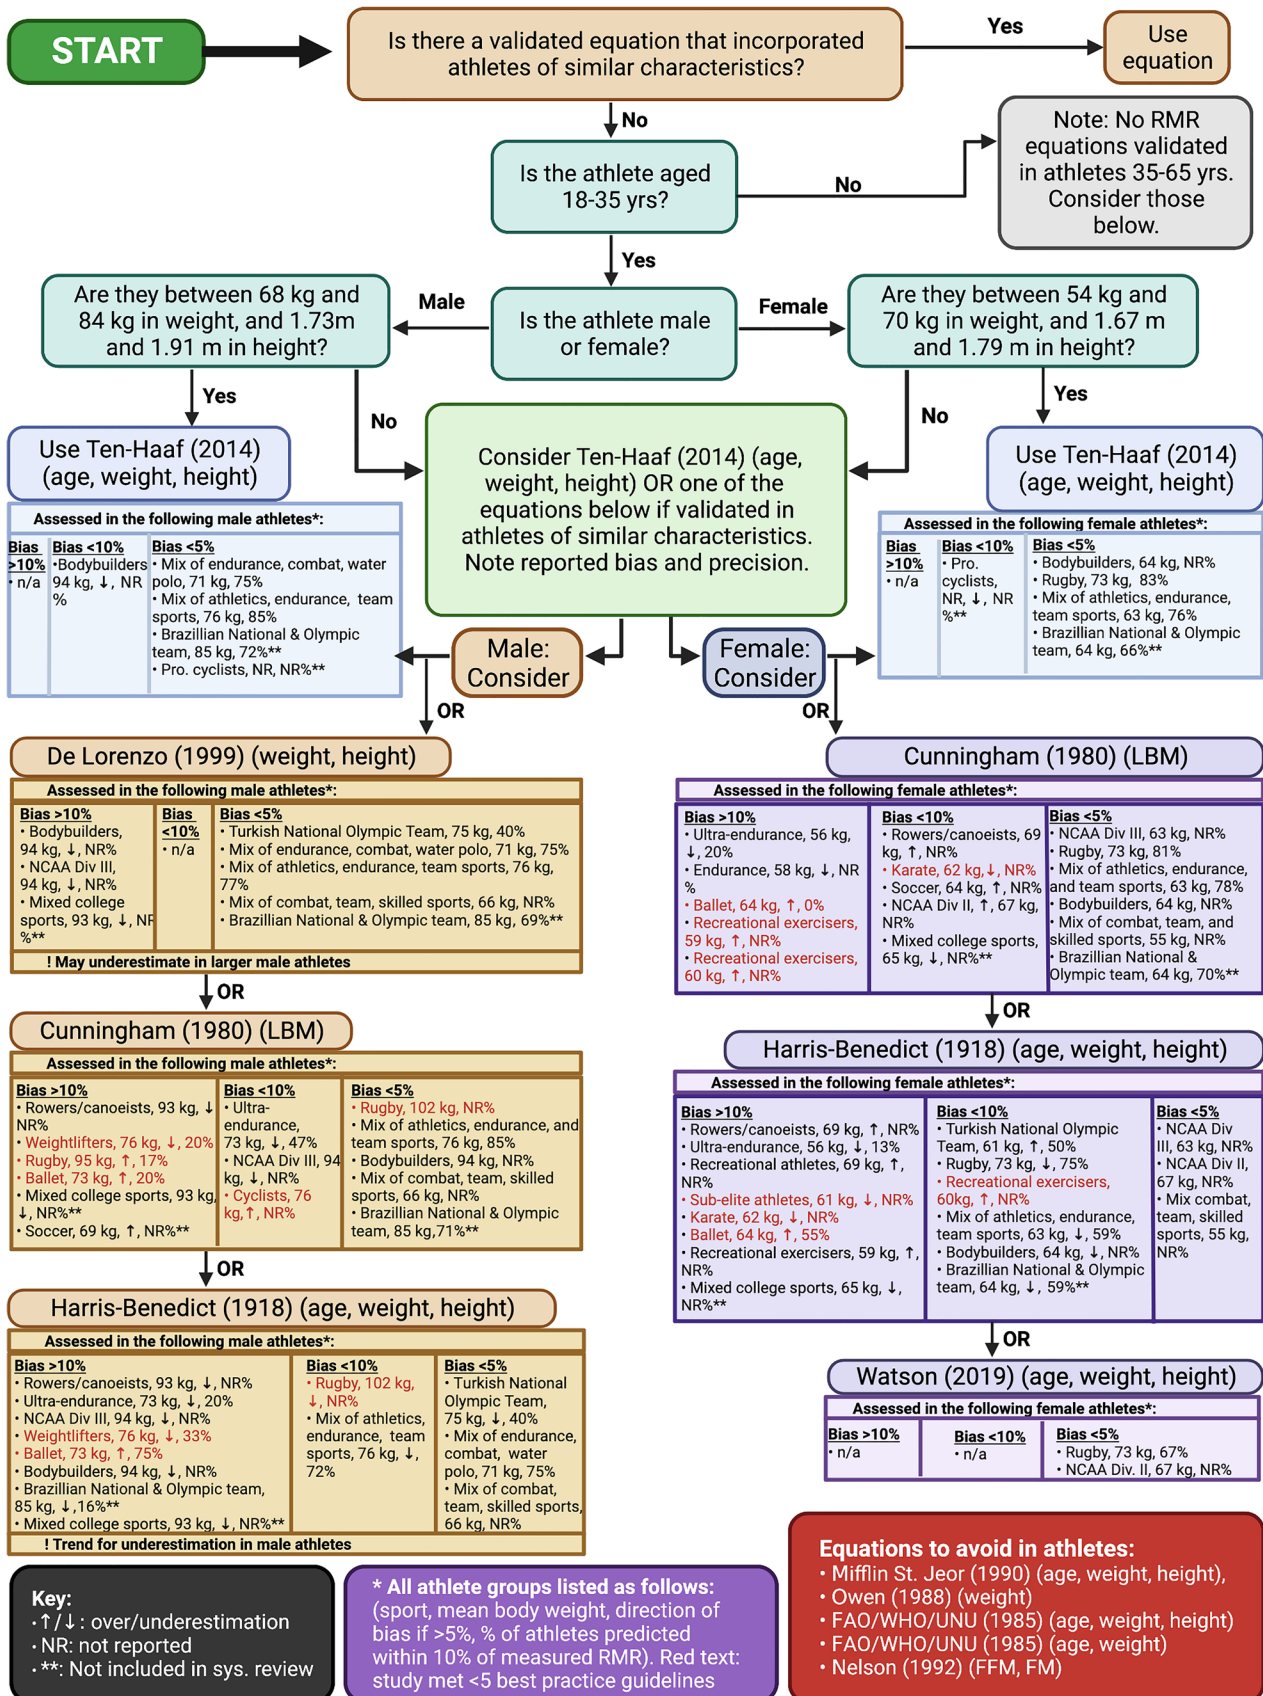 START
Is there a validated equation that incorporated
athletes of similar characteristics?
Yes
Use
equation
No
Note: No RMR
equations validated
in athletes 35-65 yrs.
Consider those
below.
Is the athlete aged
18-35 yrs?
No
Yes
Is the athlete male
or female?
Male
Female
Are they between 68 kg and
84 kg in weight, and 1.73m
and 1.91 m in height?
Are they between 54 kg and
70 kg in weight, and 1.67 m
and 1.79 m in height?
Yes
No
No
Yes
Use Ten-Haaf (2014)
(age, weight, height)
Consider Ten-Haaf (2014) (age,
weight, height) OR one of the
equations below if validated in
athletes of similar characteristics.
Note reported bias and precision.
Use Ten-Haaf (2014)
(age, weight, height)
Assessed in the following male athletes*:
Bias
>10%
• n/a
Bias <10%
•Bodybuilders
94 kg, ↓, NR
%
Bias <5%
• Mix of endurance, combat, water
polo, 71 kg, 75%
• Mix of athletics, endurance, team
sports, 76 kg, 85%
• Brazillian National & Olympic
team, 85 kg, 72%**
• Pro. cyclists, NR, NR%**
Assessed in the following female athletes*:
Bias
>10%
• n/a
Bias <10%
• Pro.
cyclists,
NR, ↓, NR
%**
Bias <5%
• Bodybuilders, 64 kg, NR%
• Rugby, 73 kg, 83%
• Mix of athletics, endurance,
team sports, 63 kg, 76%
• Brazillian National & Olympic
team, 64 kg, 66%**
Male:
Consider
Female:
Consider
OR
OR
De Lorenzo (1999) (weight, height)
Assessed in the following male athletes*:
Bias >10%
• Bodybuilders,
94 kg, ↓, NR%
• NCAA Div III,
94 kg, ↓, NR%
• Mixed college
sports, 93 kg, ↓, NR
%**
Bias
<10%
• n/a
Bias <5%
• Turkish National Olympic Team, 75 kg, 40%
• Mix of endurance, combat, water polo, 71 kg, 75%
• Mix of athletics, endurance, team sports, 76 kg,
77%
• Mix of combat, team, skilled sports, 66 kg, NR%
• Brazillian National & Olympic team, 85 kg, 69%**
! May underestimate in larger male athletes
OR
Cunningham (1980) (LBM)
Assessed in the following male athletes*:
Bias >10%
• Rowers/canoeists, 93 kg, ↓
NR%
• Weightlifters, 76 kg, ↓, 20%
• Rugby, 95 kg, ↑, 17%
• Ballet, 73 kg, ↑, 20%
• Mixed college sports, 93 kg,
↓, NR%**
• Soccer, 69 kg, ↑, NR%**
Bias <10%
• Ultra-
endurance,
73 kg, ↓, 47%
• NCAA Div III, 94
kg, ↓, NR%
• Cyclists, 76
kg,↑, NR%
Bias <5%
• Rugby, 102 kg, NR%
• Mix of athletics, endurance, and
team sports, 76 kg, 85%
• Bodybuilders, 94 kg, NR%
• Mix of combat, team, skilled
sports, 66 kg, NR%
• Brazillian National & Olympic
team, 85 kg,71%**
OR
Harris-Benedict (1918) (age, weight, height)
Assessed in the following male athletes*:
Bias >10%
• Rowers/canoeists, 93 kg, ↓, NR%
• Ultra-endurance, 73 kg, ↓, 20%
• NCAA Div III, 94 kg, ↓, NR%
• Weightlifters, 76 kg, ↓, 33%
• Ballet, 73 kg, ↑, 75%
• Bodybuilders, 94 kg, ↓, NR%
• Brazillian National & Olympic team,
85 kg, ↓,16%**
• Mixed college sports, 93 kg, ↓, NR%**
Bias <10%
• Rugby, 102 kg,
↓, NR%
• Mix of athletics,
endurance, team
sports, 76 kg, ↓,
72%
Bias <5%
• Turkish National
Olympic Team,
75 kg, ↓, 40%
• Mix of endurance,
combat, water
polo, 71 kg, 75%
• Mix of combat,
team, skilled sports,
66 kg, NR%
! Trend for underestimation in male athletes
Cunningham (1980) (LBM)
Assessed in the following female athletes*:
Bias >10%
• Ultra-endurance, 56 kg,
↓, 20%
• Endurance, 58 kg, ↓, NR
%
• Ballet, 64 kg, ↑, 0%
• Recreational exercisers,
59 kg, ↑, NR%
• Recreational exercisers,
60 kg, ↑, NR%
Bias <10%
• Rowers/canoeists, 69
kg, ↑, NR%
• Karate, 62 kg,↓, NR%
• Soccer, 64 kg, ↑, NR%
• NCAA Div II, ↑, 67 kg,
NR%
• Mixed college sports,
65 kg, ↓, NR%**
Bias <5%
• NCAA Div III, 63 kg, NR%
• Rugby, 73 kg, 81%
• Mix of athletics, endurance,
and team sports, 63 kg, 78%
• Bodybuilders, 64 kg, NR%
• Mix of combat, team, and
skilled sports, 55 kg, NR%
• Brazillian National &
Olympic team, 64 kg, 70%**
OR
Harris-Benedict (1918) (age, weight, height)
Assessed in the following female athletes*:
Bias >10%
• Rowers/canoeists, 69 kg, ↑, NR%
• Ultra-endurance, 56 kg, ↓, 13%
• Recreational athletes, 69 kg, ↑,
NR%
• Sub-elite athletes, 61 kg, ↓, NR%
• Karate, 62 kg, ↓, NR%
• Ballet, 64 kg, ↑, 55%
• Recreational exercisers, 59 kg, ↑,
NR%
• Mixed college sports, 65 kg, ↓,
NR%**
Bias <10%
• Turkish National Olympic
Team, 61 kg, ↑, 50%
• Rugby, 73 kg, ↓, 75%
• Recreational exercisers,
60kg, ↑, NR%
• Mix of athletics, endurance,
team sports, 63 kg, ↓, 59%
• Bodybuilders, 64 kg, ↓, NR%
• Brazillian National & Olympic
team, 64 kg, ↓, 59%**
Bias <5%
• NCAA Div
III, 63 kg, NR%
• NCAA Div II,
67 kg, NR%
• Mix combat,
team, skilled
sports, 55 kg,
NR%
OR
Watson (2019) (age, weight, height)
Assessed in the following female athletes*:
Bias >10%
• n/a
Bias <10%
• n/a
Bias <5%
• Rugby, 73 kg, 67%
• NCAA Div. II, 67 kg, NR%
Key:
·↑/↓: over/underestimation
· NR: not reported
· **: Not included in sys. review
* All athlete groups listed as follows:
(sport, mean body weight, direction of
bias if >5%, % of athletes predicted
within 10% of measured RMR). Red text:
study met <5 best practice guidelines
Equations to avoid in athletes:
• Mifflin St. Jeor (1990) (age, weight, height),
• Owen (1988) (weight)
• FAO/WHO/UNU (1985) (age, weight, height)
• FAO/WHO/UNU (1985) (age, weight)
• Nelson (1992) (FFM, FM)